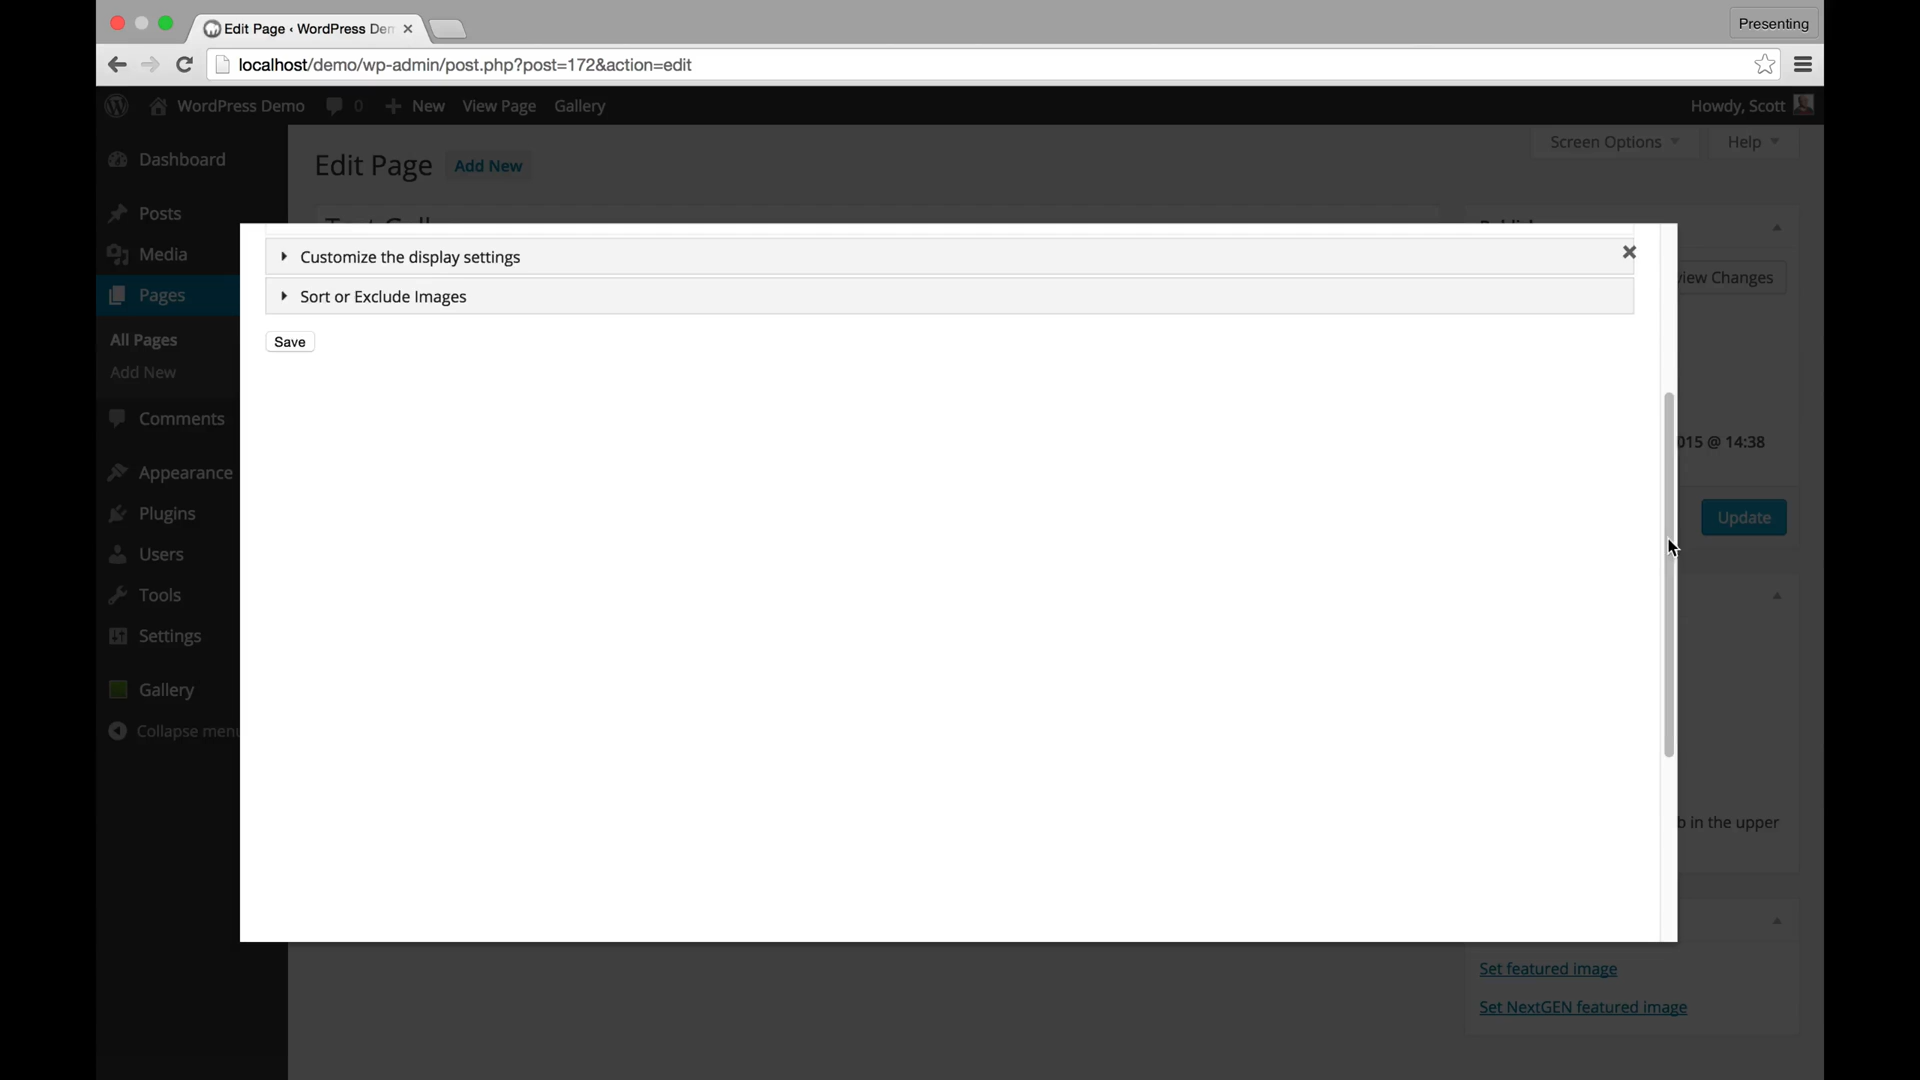 Edit Page ‹ WordPress Dem
Presenting
localhost/demo/wp-admin/post.php?post=172&action=edit
WordPress Demo
0
New
View Page
Gallery
Howdy, Scott
Dashboard
Posts
Media
Pages
All Pages
Add New
Comments
Appearance
Plugins
Users
Tools
Settings
Gallery
Collapse menu
Screen Options
Help
Edit Page
Add New
Customize the display settings
Sort or Exclude Images
Save
view Changes
015 @ 14:38
Update
b in the upper
Set featured image
Set NextGEN featured image